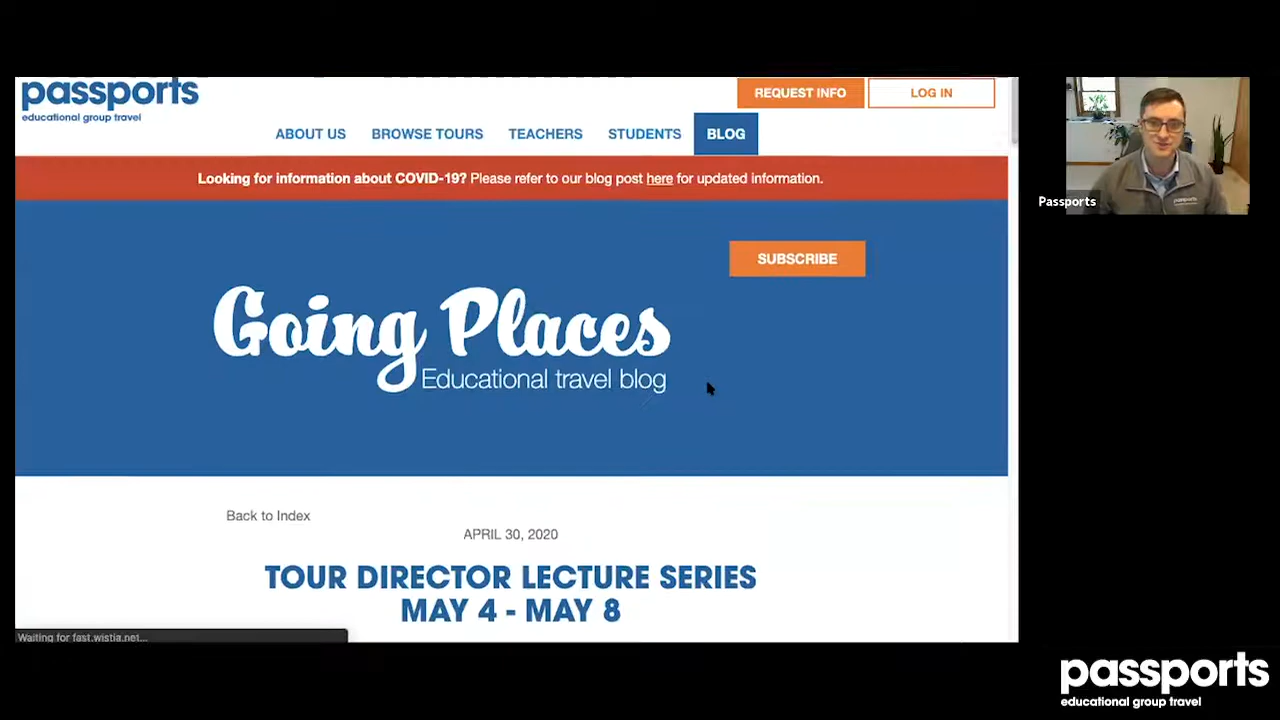 passports
educational group travel
REQUEST INFO
LOG IN
ABOUT US
BROWSE TOURS
TEACHERS
STUDENTS
BLOG
Looking for information about COVID-19? Please refer to our blog post here for updated information.
SUBSCRIBE
Going Places
Educational travel blog
Back to Index
APRIL 30, 2020
TOUR DIRECTOR LECTURE SERIES
MAY 4 - MAY 8
Waiting for fast.wistia.net...
passports
Passports
passports
educational group travel